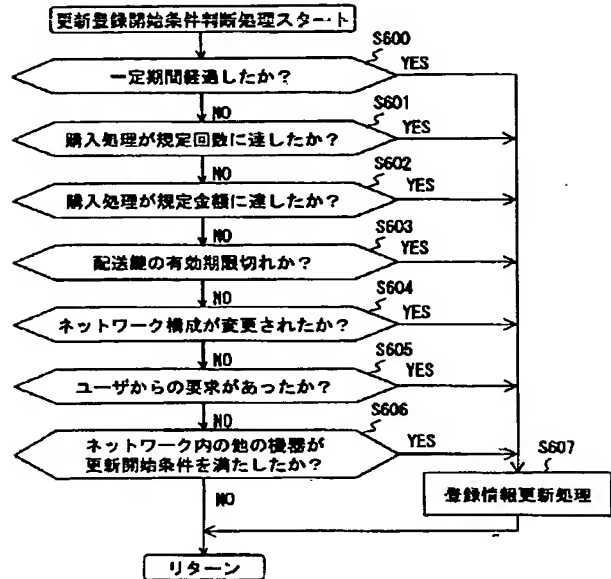 更新登録開始条件判断処理スタート
S600
一定期間経過したか？
YES
NO
S601
購入処理が規定回数に達したか？
YES
NO
S602
購入処理が規定金額に達したか？
YES
NO
S603
配送鍵の有効期限切れか？
YES
NO
S604
ネットワーク構成が変更されたか？
YES
NO
S605
ユーザからの要求があったか？
YES
NO
S606
ネットワーク内の他の機器が
更新開始条件を満たしたか？
YES
NO
S607
登録情報更新処理
リターン